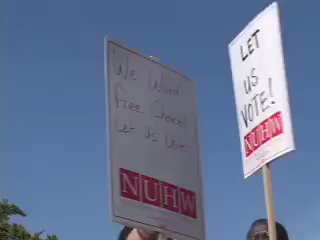 We Want
Free Choice!
Let us Vote!
NUHW
LET
US
VOTE!
NUHW